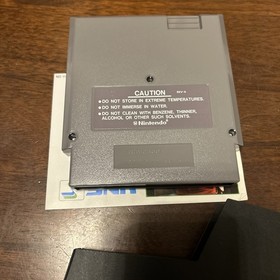 CAUTION
REV-A
•DO NOT STORE IN EXTREME TEMPERATURES.
•DO NOT IMMERSE IN WATER.
•DO NOT CLEAN WITH BENZENE, THINNER,
ALCOHOL OR OTHER SUCH SOLVENTS.
Nintendo